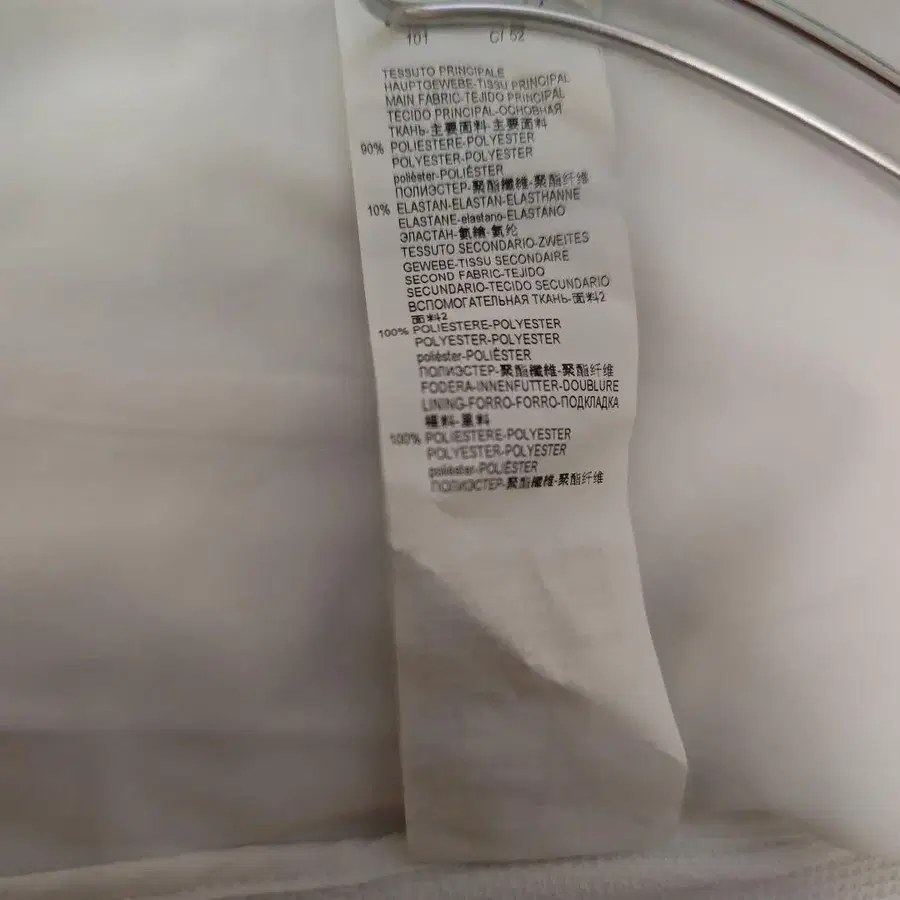 101 CI 52
TESSUTO PRINCIPALE
HAUPTGEWEBE-TISSU PRINCIPAL
MAIN FABRIC-TEJIDO PRINCIPAL
TECIDO PRINCIPAL-ОСНОВНАЯ
ТКАНЬ-主要面料-主要面料
90% POLIESTERE-POLYESTER
POLYESTER-POLYESTER
poliéster-POLIÉSTER
ПОЛИЭСТЕР-聚酯纖維-聚酯纤维
10% ELASTAN-ELASTAN-ELASTHANNE
ELASTANE-elastano-ELASTANO
ЭЛАСТАН-氨綸-氨纶
TESSUTO SECONDARIO-ZWEITES
GEWEBE-TISSU SECONDAIRE
SECOND FABRIC-TEJIDO
SECUNDARIO-TECIDO SECUNDARIO
ВСПОМОГАТЕЛЬНАЯ ТКАНЬ-面料2
面料2
100% POLIESTERE-POLYESTER
POLYESTER-POLYESTER
poliéster-POLIÉSTER
ПОЛИЭСТЕР-聚酯纖維-聚酯纤维
FODERA-INNENFUTTER-DOUBLURE
LINING-FORRO-FORRO-ПОДКЛАДКА
100% POLIESTERE-POLYESTER
POLYESTER-POLYESTER
poliéster-POLIÉSTER
ПОЛИЭСТЕР-聚酯纖維-聚酯纤维